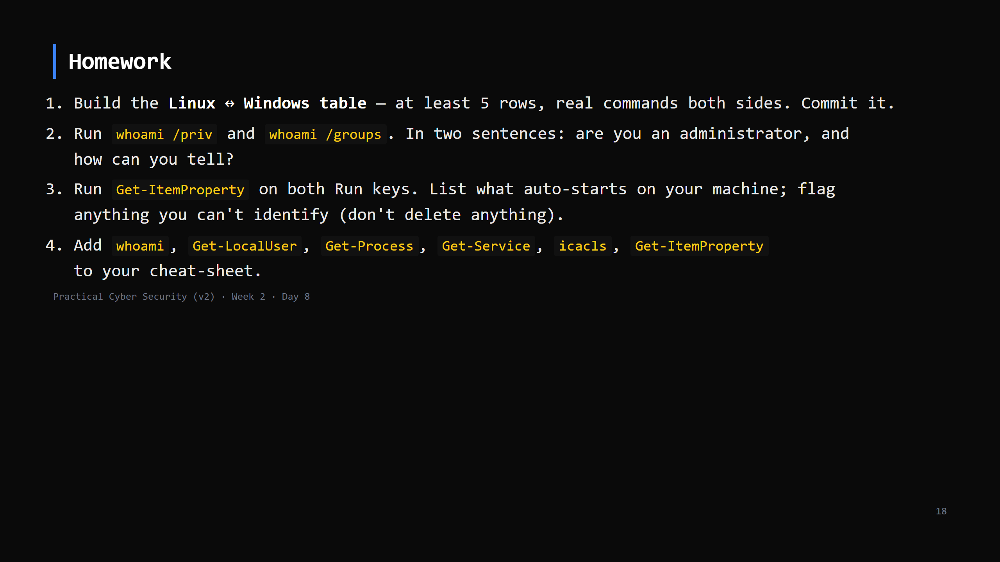 Homework
1. Build the Linux ↔ Windows table — at least 5 rows, real commands both sides. Commit it.
2. Run whoami /priv and whoami /groups. In two sentences: are you an administrator, and
how can you tell?
3. Run Get-ItemProperty on both Run keys. List what auto-starts on your machine; flag
anything you can't identify (don't delete anything).
4. Add whoami, Get-LocalUser, Get-Process, Get-Service, icacls, Get-ItemProperty
to your cheat-sheet.
Practical Cyber Security (v2) · Week 2 · Day 8
18